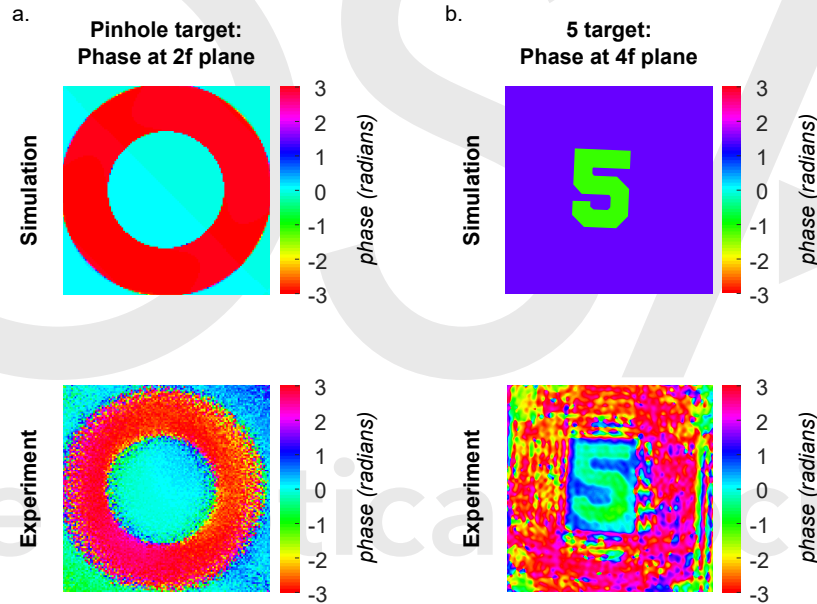 a.
Pinhole target:
Phase at 2f plane
b.
5 target:
Phase at 4f plane
Simulation
3
2
1
0
-1
-2
-3
phase (radians)
Simulation
5
3
2
1
0
-1
-2
-3
phase (radians)
Experiment
3
2
1
0
-1
-2
-3
phase (radians)
Experiment
5
3
2
1
0
-1
-2
-3
phase (radians)